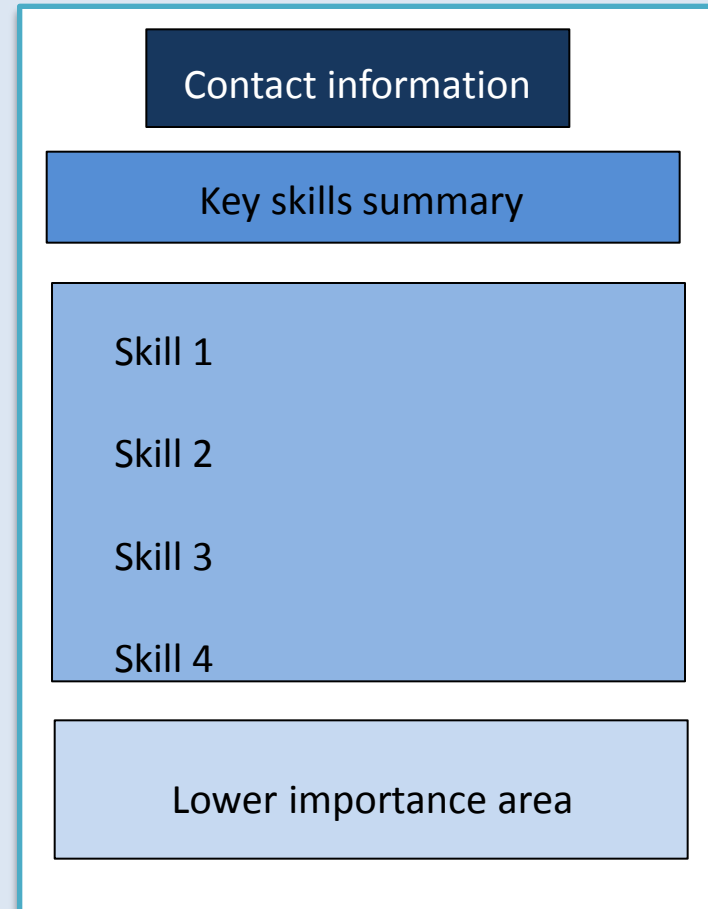 Contact information
Key skills summary
Skill 1
Skill 2
Skill 3
Skill 4
Lower importance area